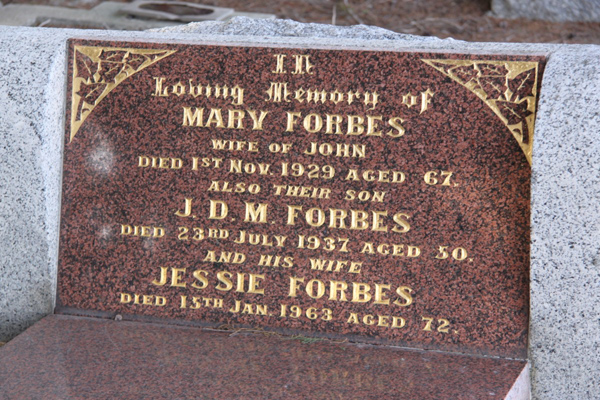 In
Loving Memory of
MARY FORBES
WIFE OF JOHN
DIED 1ST NOV. 1929 AGED 67.
ALSO THEIR SON
J. D. M. FORBES
DIED 23RD JULY 1937 AGED 50.
AND HIS WIFE
JESSIE FORBES
DIED 15TH JAN. 1963 AGED 72.